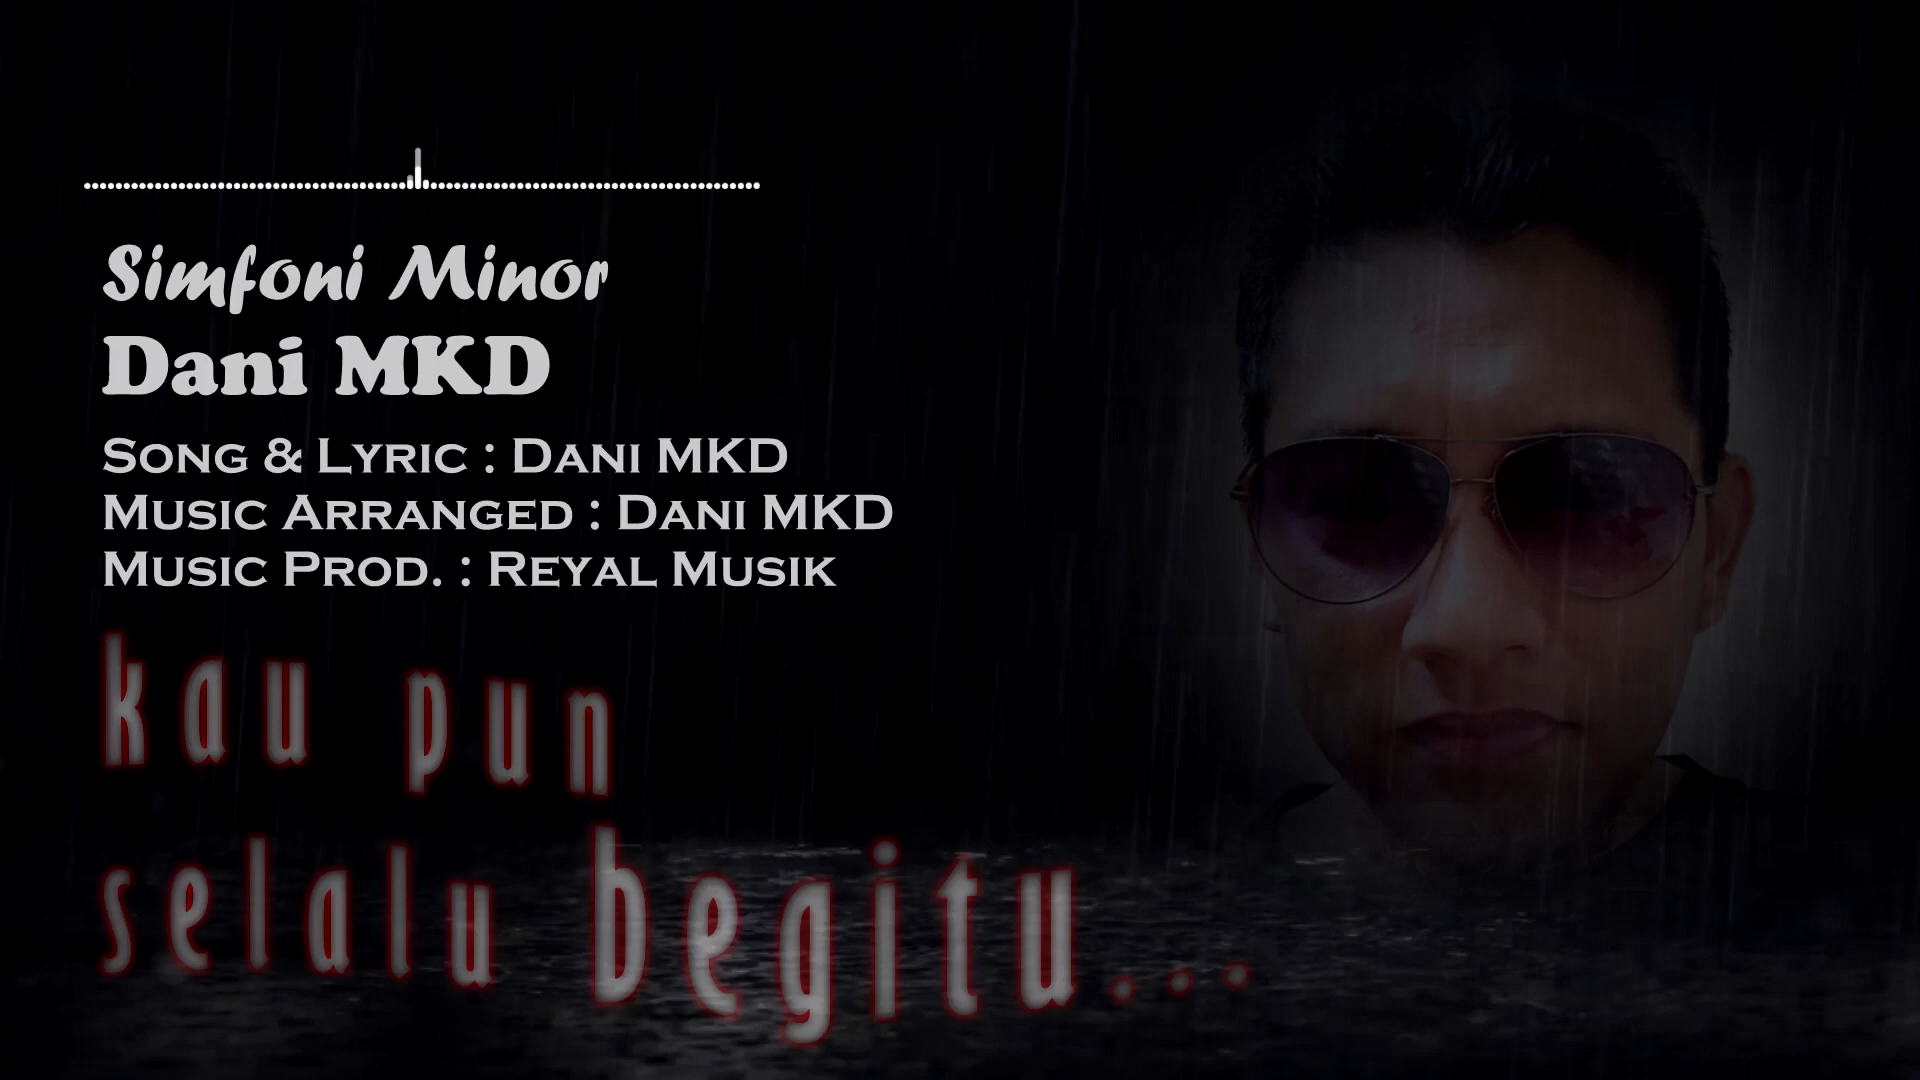 Simfoni Minor
Dani MKD
Song & Lyric : Dani MKD
Music Arranged : Dani MKD
Music Prod. : Reyal Musik
kau pun
selalu begitu...